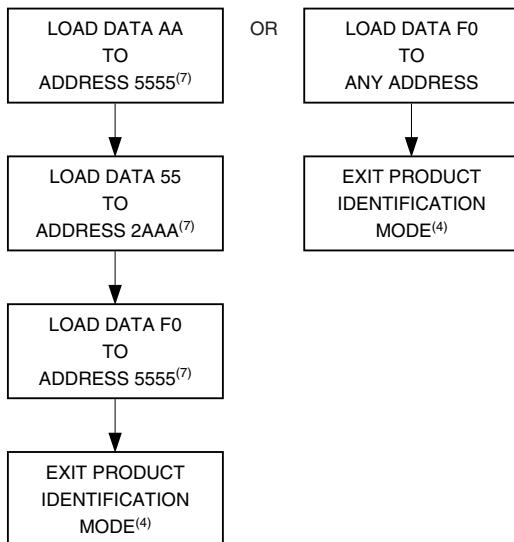 LOAD DATA AA
TO
ADDRESS 5555(7)
LOAD DATA 55
TO
ADDRESS 2AAA(7)
LOAD DATA F0
TO
ADDRESS 5555(7)
EXIT PRODUCT
IDENTIFICATION
MODE(4)
OR
LOAD DATA F0
TO
ANY ADDRESS
EXIT PRODUCT
IDENTIFICATION
MODE(4)